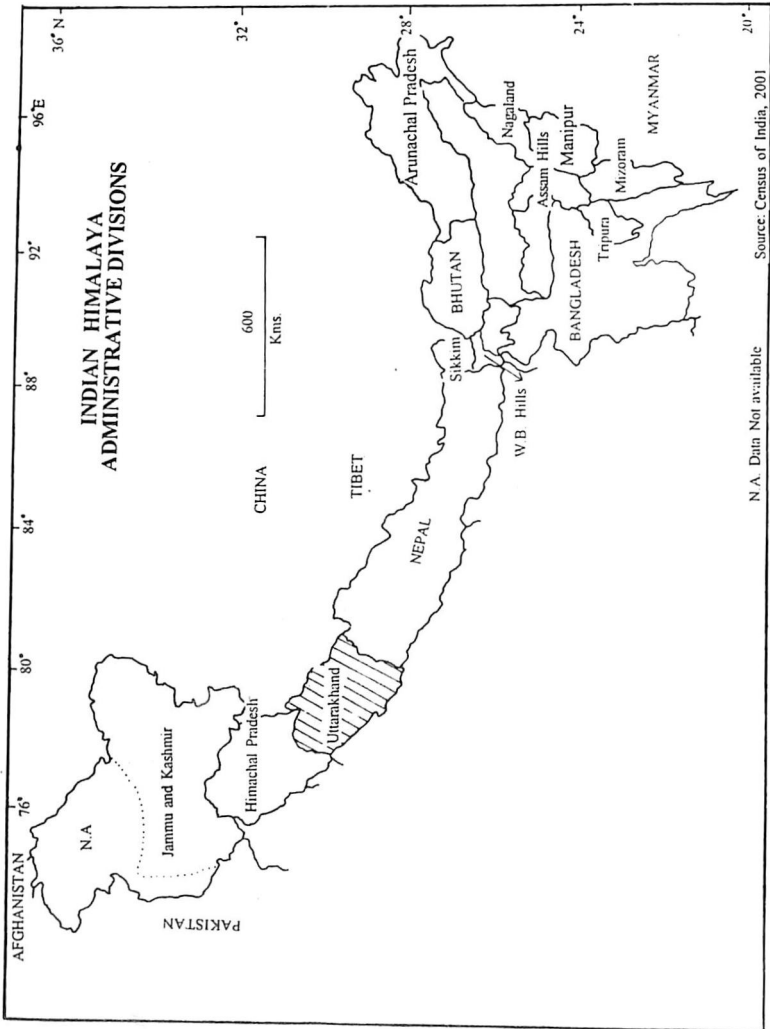 INDIAN HIMALAYA
ADMINISTRATIVE DIVISIONS
76°
80°
84°
88°
92°
96°E
36° N
32°
28°
24°
20°
600
Kms.
AFGHANISTAN
N.A
PAKISTAN
Jammu and Kashmir
Himachal Pradesh
Uttarakhand
CHINA
TIBET
NEPAL
Sikkim
W.B Hills
BHUTAN
BANGLADESH
Arunachal Pradesh
Nagaland
Assam Hills
Manipur
Mizoram
Tripura
MYANMAR
N.A. Data Not available
Source: Census of India, 2001